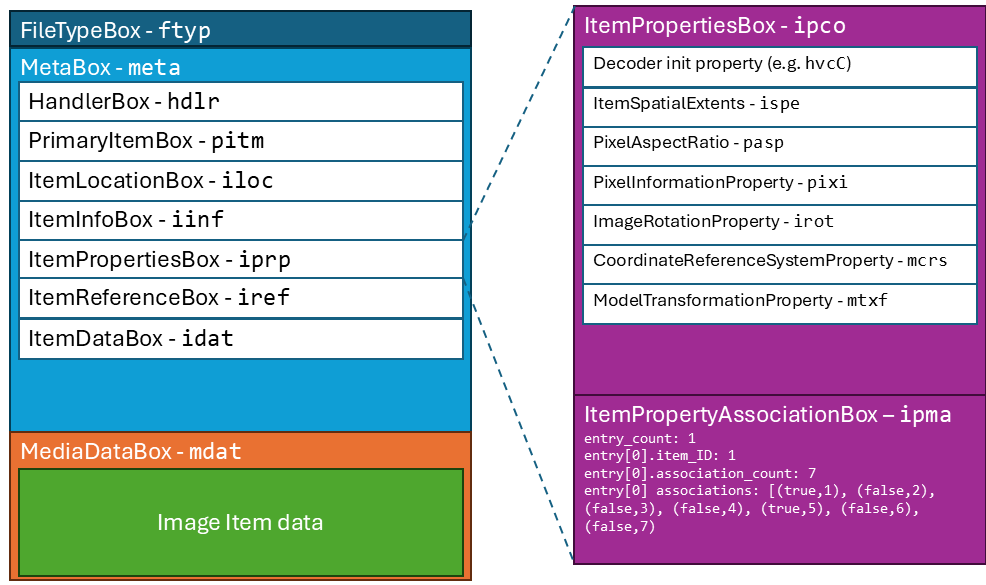 FileTypeBox - ftyp
MetaBox - meta
HandlerBox - hdlr
PrimaryItemBox - pitm
ItemLocationBox - iloc
ItemInfoBox - iinf
ItemPropertiesBox - iprp
ItemReferenceBox - iref
ItemDataBox - idat
MediaDataBox - mdat
Image Item data
ItemPropertiesBox - ipco
Decoder init property (e.g. hvcC)
ItemSpatialExtents - ispe
PixelAspectRatio - pasp
PixelInformationProperty - pixi
ImageRotationProperty - irot
CoordinateReferenceSystemProperty - mcrs
ModelTransformationProperty - mtxf
ItemPropertyAssociationBox – ipma
entry_count: 1
entry[0].item_ID: 1
entry[0].association_count: 7
entry[0] associations: [(true,1), (false,2),
(false,3), (false,4), (true,5), (false,6),
(false,7)